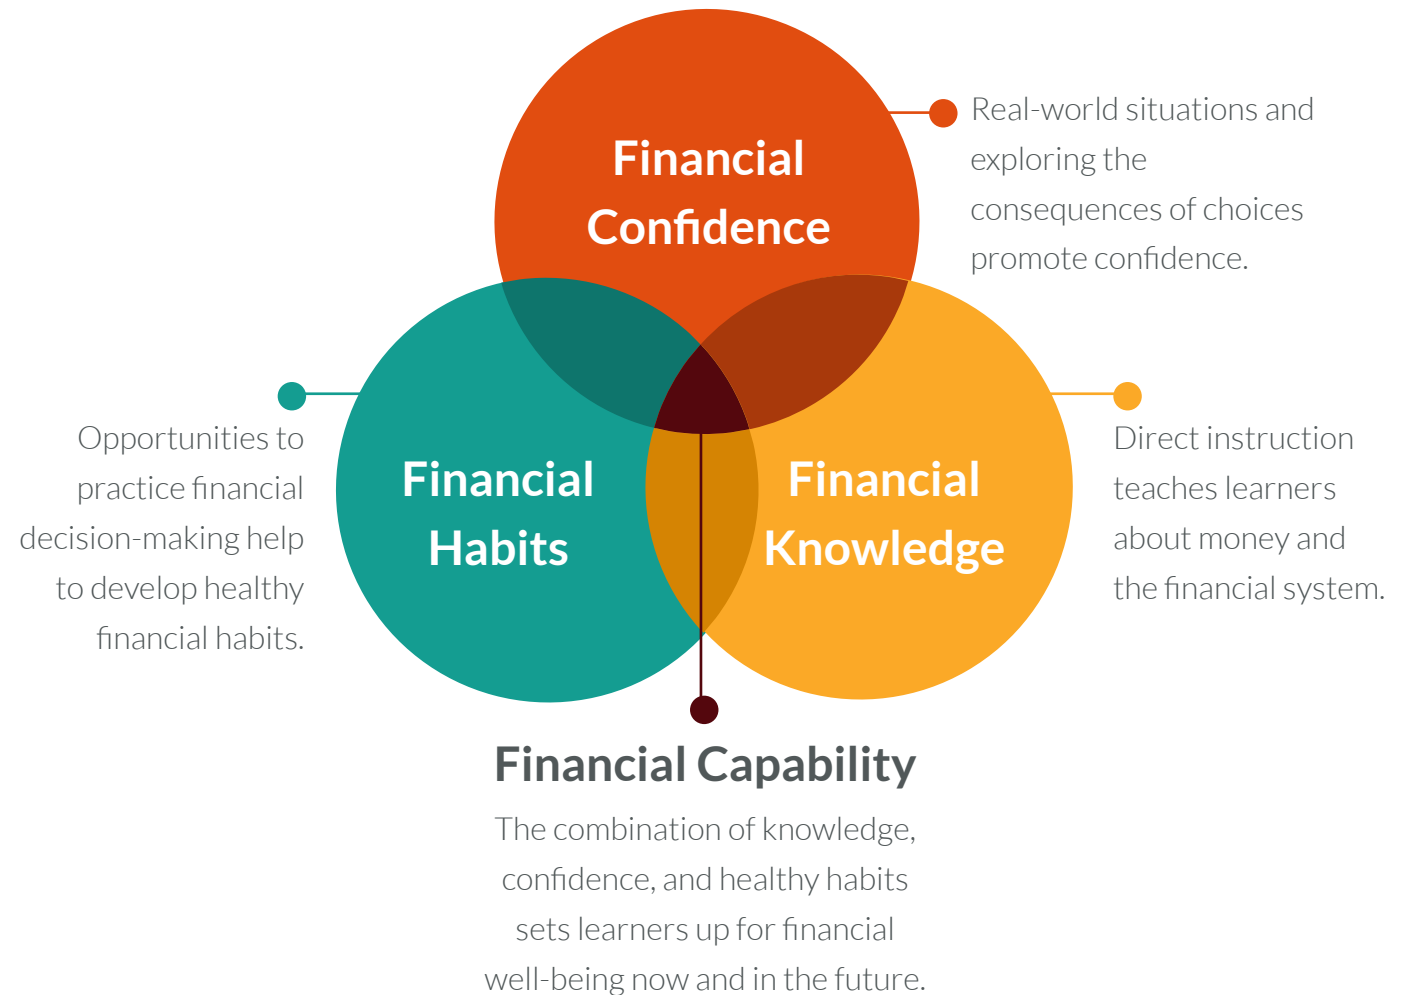 Financial
Confidence
Real-world situations and
exploring the
consequences of choices
promote confidence.
Opportunities to
practice financial
decision-making help
to develop healthy
financial habits.
Financial
Habits
Financial
Knowledge
Direct instruction
teaches learners
about money and
the financial system.
Financial Capability
The combination of knowledge,
confidence, and healthy habits
sets learners up for financial
well-being now and in the future.